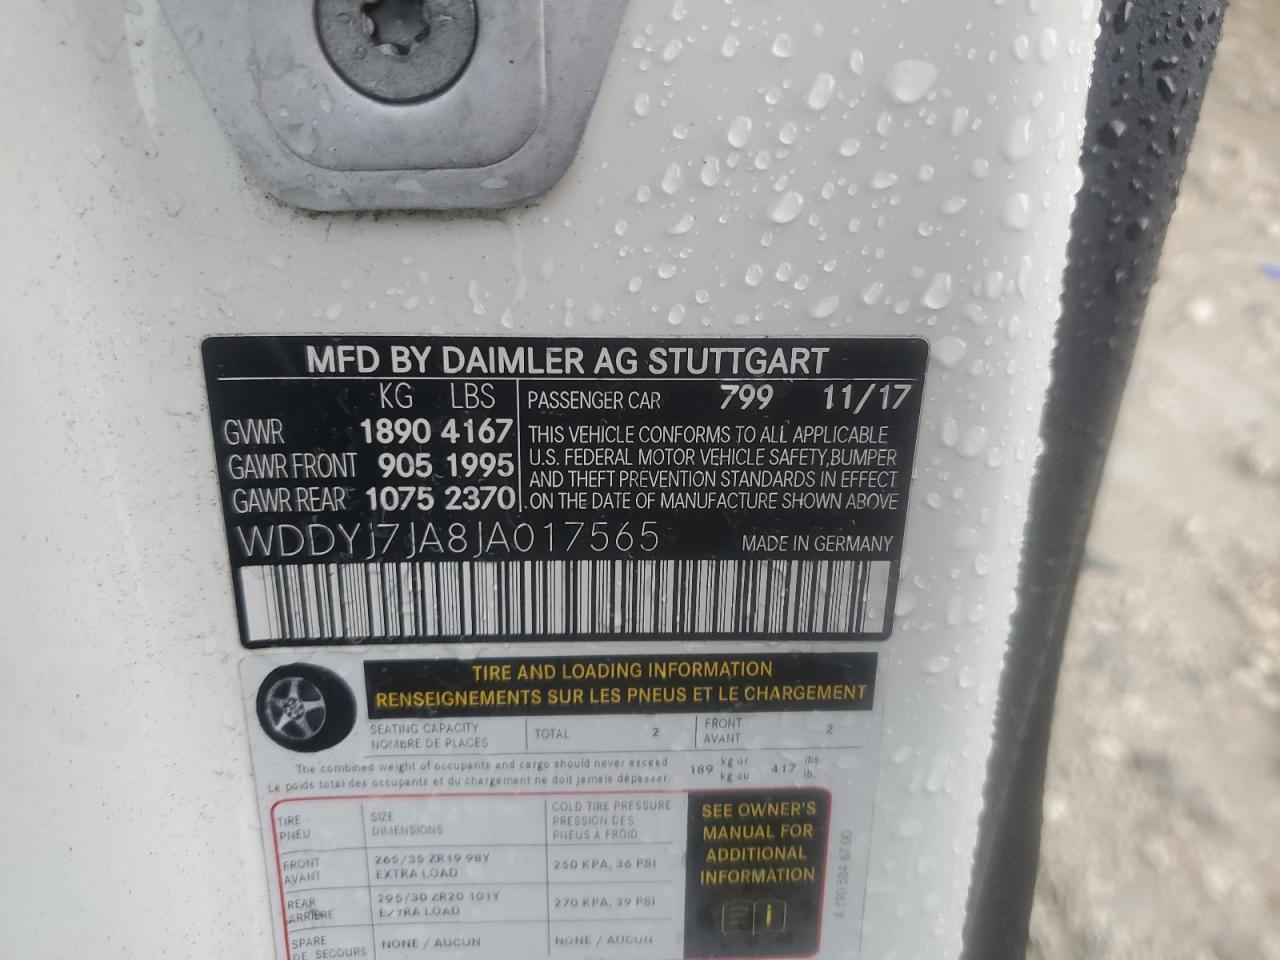 MFD BY DAIMLER AG STUTTGART
KG LBS PASSENGER CAR 799 11/17
GVWR 1890 4167
GAWR FRONT 905 1995
GAWR REAR 1075 2370
THIS VEHICLE CONFORMS TO ALL APPLICABLE
U.S. FEDERAL MOTOR VEHICLE SAFETY, BUMPER
AND THEFT PREVENTION STANDARDS IN EFFECT
ON THE DATE OF MANUFACTURE SHOWN ABOVE
WDDYJ7JA8JA017565 MADE IN GERMANY
TIRE AND LOADING INFORMATION
RENSEIGNEMENTS SUR LES PNEUS ET LE CHARGEMENT
SEATING CAPACITY
NOMBRE DE PLACES
TOTAL 2
FRONT
AVANT
2
The combined weight of occupants and cargo should never exceed
Le poids total des occupants et du chargement ne doit jamais dépasser
189 kg or
kg ou
417 lbs.
lb.
TIRE
PNEU
SIZE
DIMENSIONS
COLD TIRE PRESSURE
PRESSION DES
PNEUS À FROID
FRONT
AVANT
265/35 ZR19 98Y
EXTRA LOAD
250 KPA, 36 PSI
REAR
ARRIÈRE
295/30 ZR20 101Y
EXTRA LOAD
270 KPA, 39 PSI
SPARE
DE SECOURS
NONE / AUCUN
NONE / AUCUN
SEE OWNER'S
MANUAL FOR
ADDITIONAL
INFORMATION
i
A 190 584 67 00